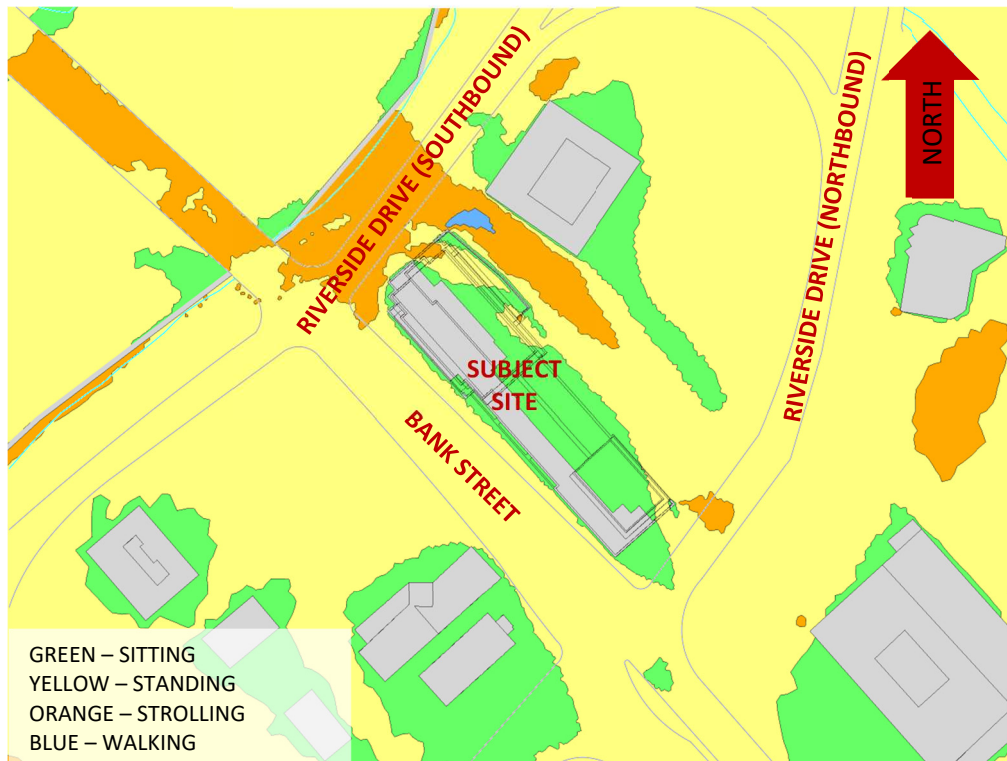 RIVERSIDE DRIVE (SOUTHBOUND)
RIVERSIDE DRIVE (NORTHBOUND)
NORTH
SUBJECT
SITE
BANK STREET
GREEN – SITTING
YELLOW – STANDING
ORANGE – STROLLING
BLUE – WALKING